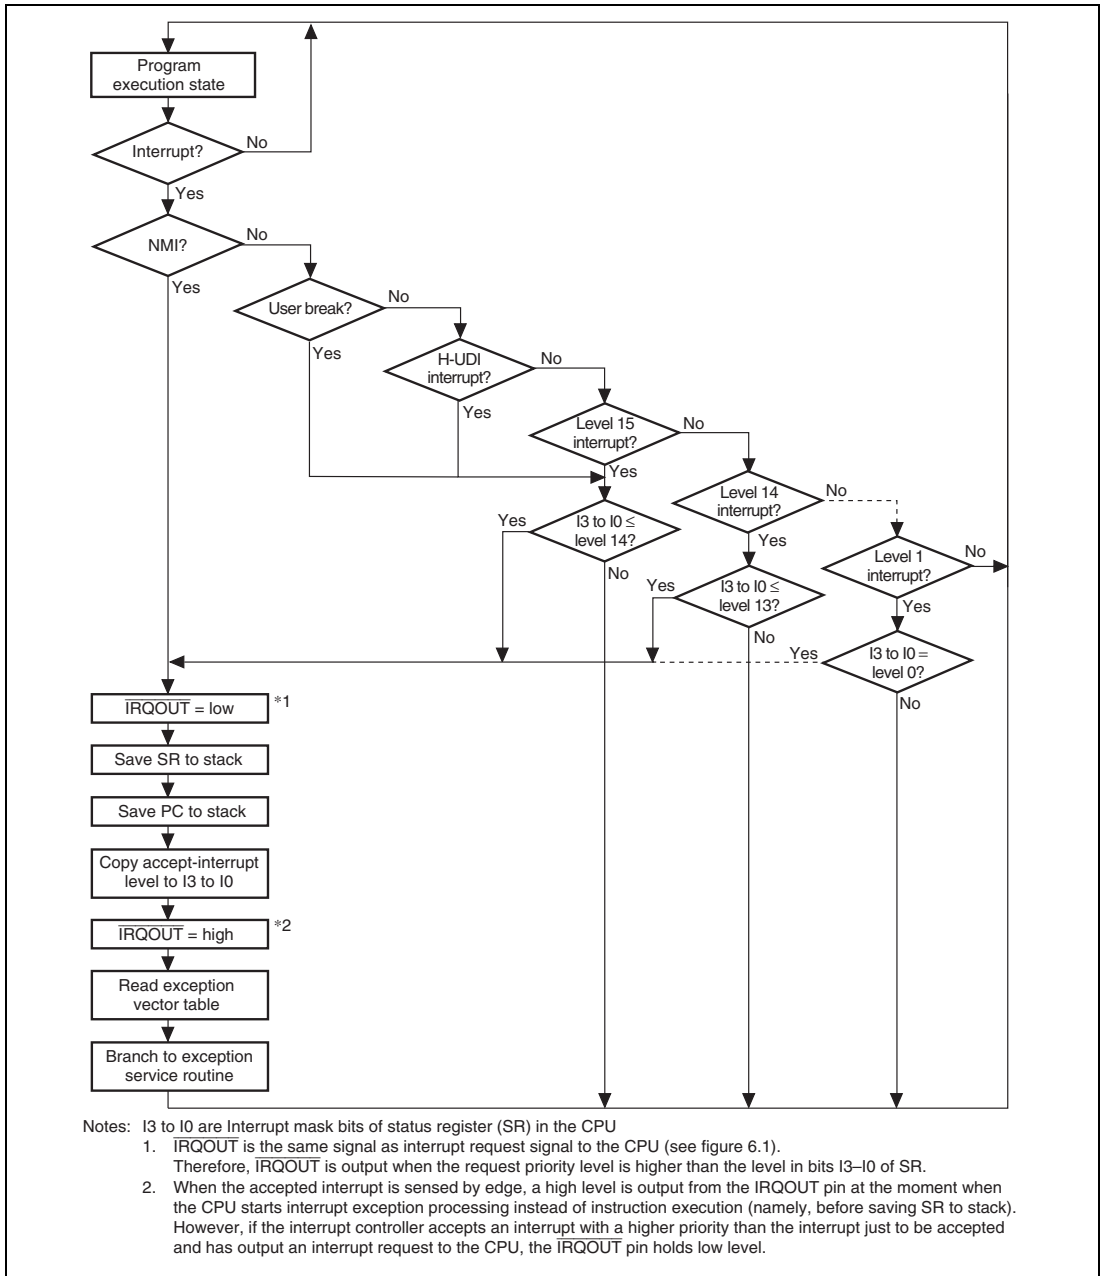 Program
execution state
Interrupt?
No
Yes
NMI?
No
Yes
User break?
No
Yes
H-UDI
interrupt?
No
Yes
Level 15
interrupt?
No
Yes
Level 14
interrupt?
No
Yes
I3 to I0 ≤
level 14?
Yes
No
Level 1
interrupt?
No
Yes
I3 to I0 ≤
level 13?
Yes
No
I3 to I0 =
level 0?
Yes
No
IRQOUT = low *1
Save SR to stack
Save PC to stack
Copy accept-interrupt
level to I3 to I0
IRQOUT = high *2
Read exception
vector table
Branch to exception
service routine
Notes: I3 to I0 are Interrupt mask bits of status register (SR) in the CPU
1. IRQOUT is the same signal as interrupt request signal to the CPU (see figure 6.1).
Therefore, IRQOUT is output when the request priority level is higher than the level in bits I3–I0 of SR.
2. When the accepted interrupt is sensed by edge, a high level is output from the IRQOUT pin at the moment when
the CPU starts interrupt exception processing instead of instruction execution (namely, before saving SR to stack).
However, if the interrupt controller accepts an interrupt with a higher priority than the interrupt just to be accepted
and has output an interrupt request to the CPU, the IRQOUT pin holds low level.